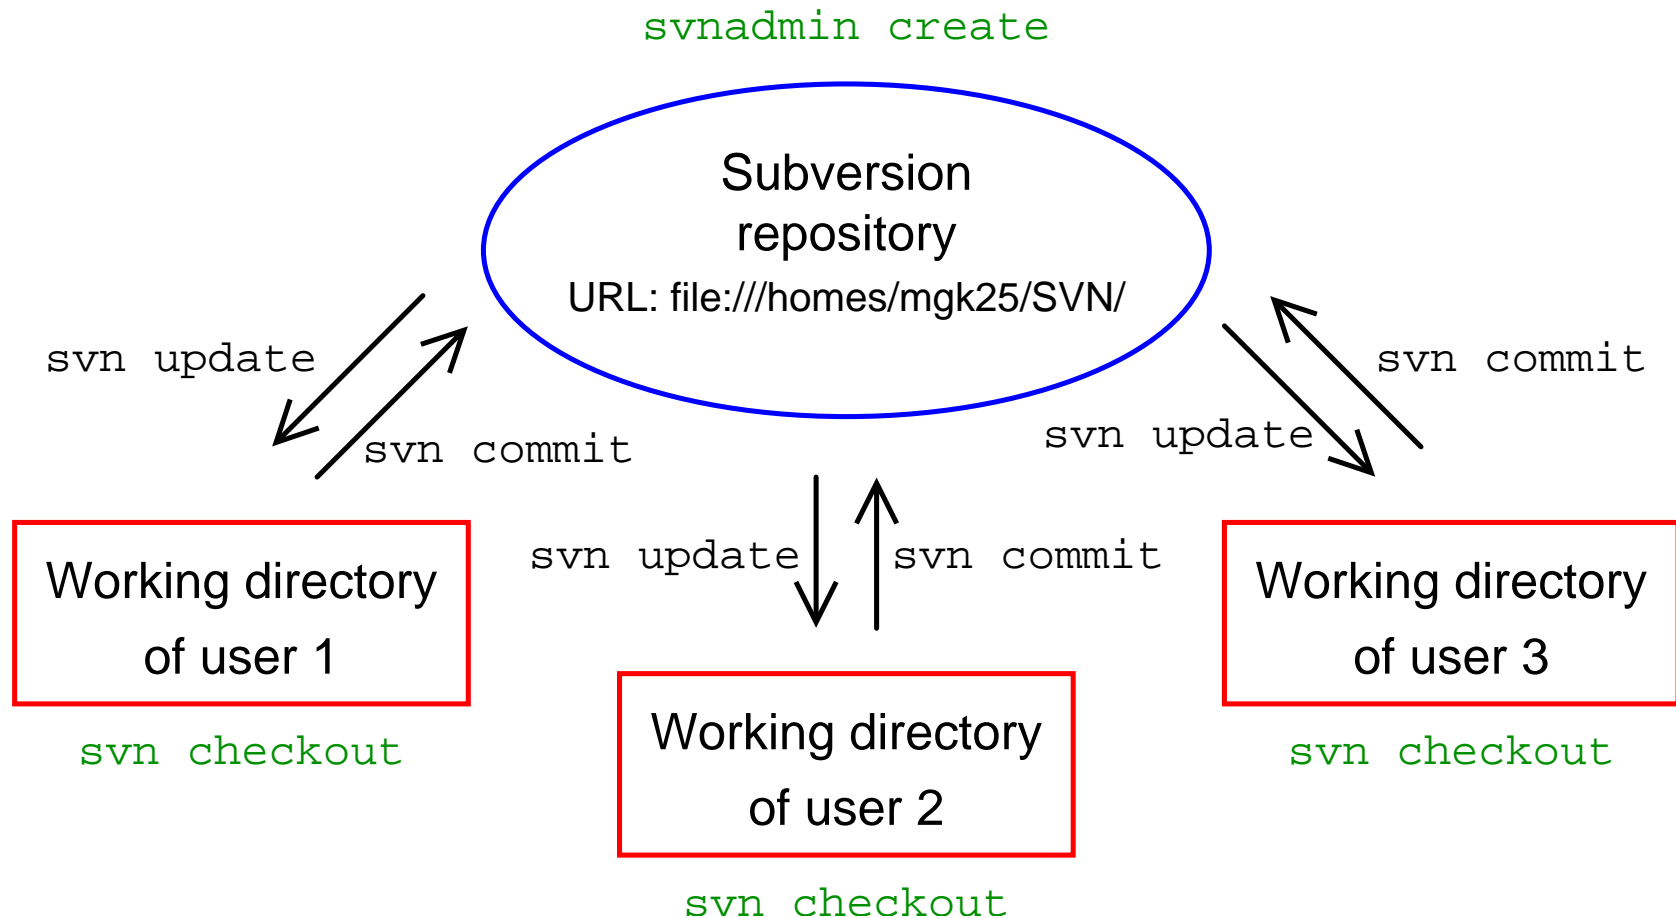 svnadmin create
Subversion
repository
URL: file:///homes/mgk25/SVN/
svn update
svn commit
svn commit
svn update
svn update
svn commit
Working directory
of user 1
svn checkout
Working directory
of user 2
svn checkout
Working directory
of user 3
svn checkout